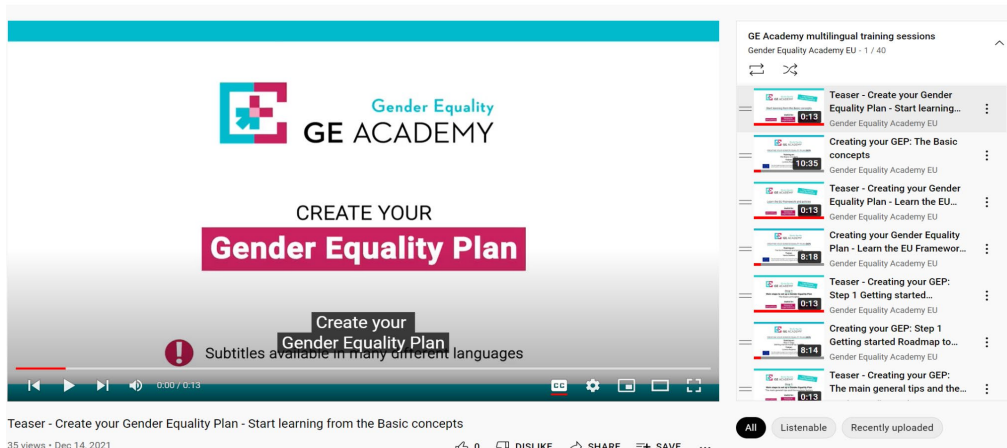 Gender Equality
GE ACADEMY
CREATE YOUR
Gender Equality Plan
Create your
Gender Equality Plan
Subtitles available in many different languages
0:00 / 0:13
CC
Teaser - Create your Gender Equality Plan - Start learning from the Basic concepts
35 views • Dec 14, 2021
0
DISLIKE
SHARE
SAVE
GE Academy multilingual training sessions
Gender Equality Academy EU - 1 / 40
Teaser - Create your Gender
Equality Plan - Start learning...
Gender Equality Academy EU
0:13
Creating your GEP: The Basic
concepts
Gender Equality Academy EU
10:35
Teaser - Creating your Gender
Equality Plan - Learn the EU...
Gender Equality Academy EU
0:13
Creating your Gender Equality
Plan - Learn the EU Framewor...
Gender Equality Academy EU
8:18
Teaser - Creating your GEP:
Step 1 Getting started...
Gender Equality Academy EU
0:13
Creating your GEP: Step 1
Getting started Roadmap to...
Gender Equality Academy EU
8:14
Teaser - Creating your GEP:
The main general tips and the...
0:13
All
Listenable
Recently uploaded